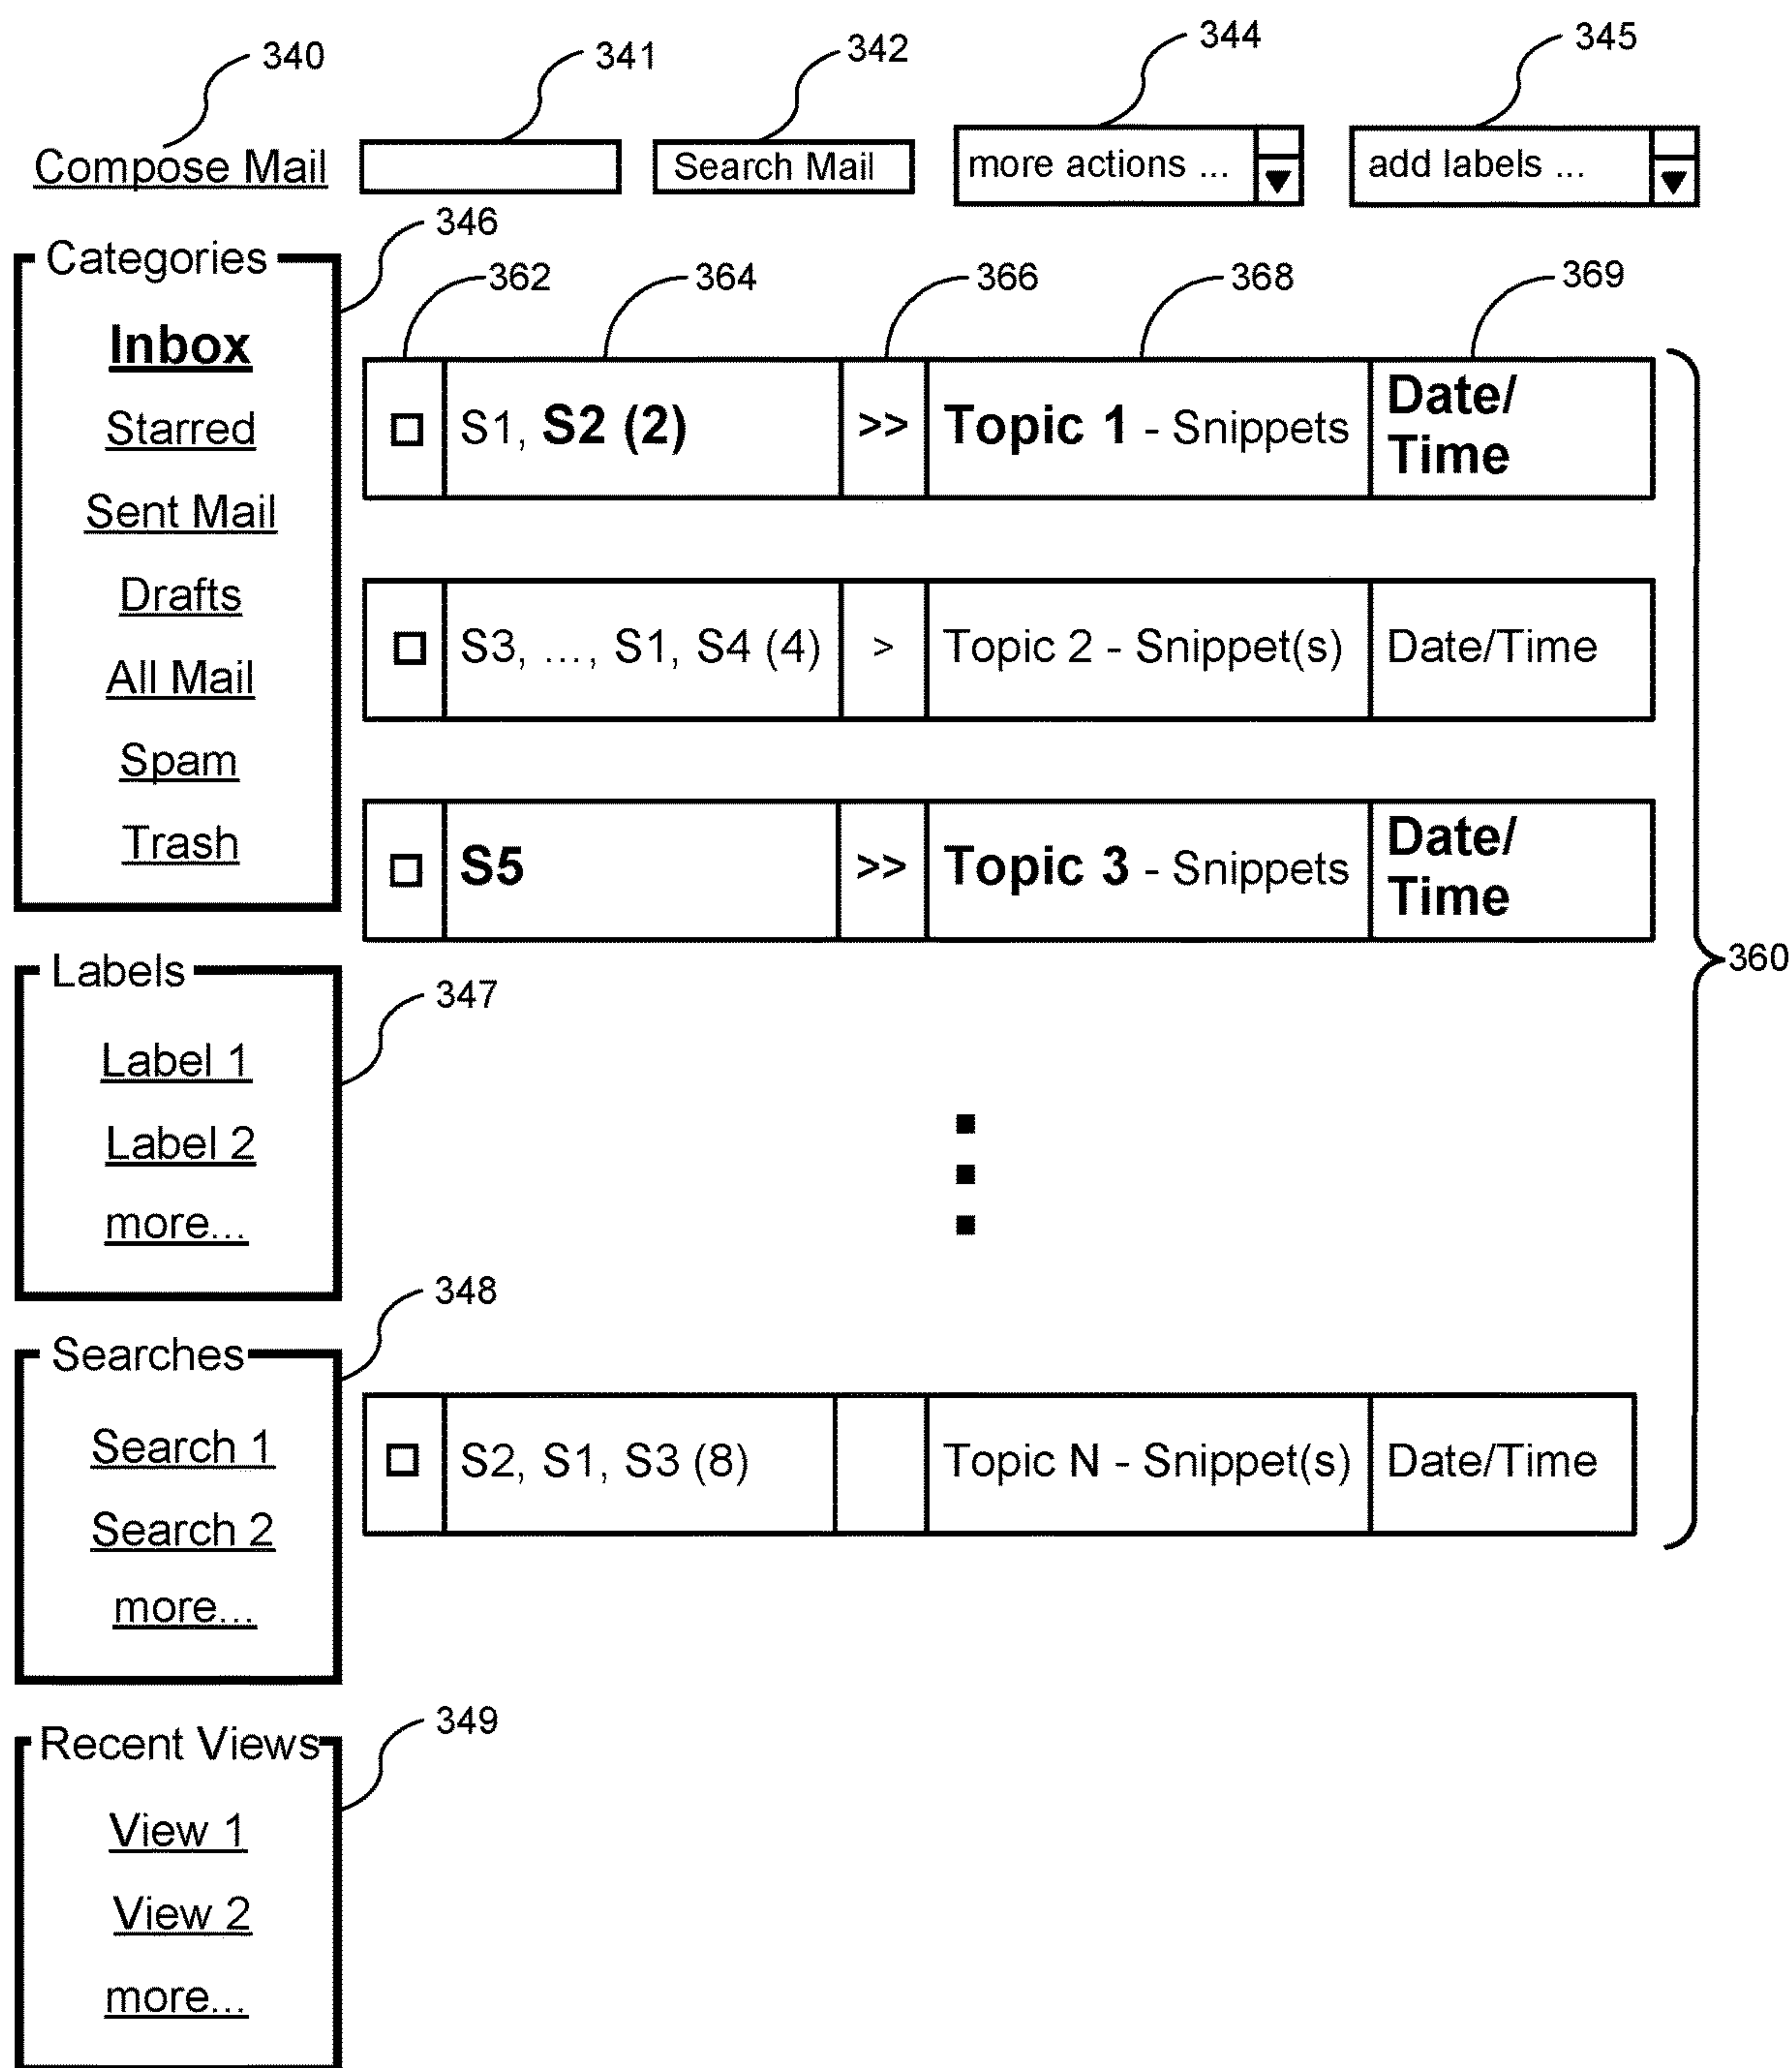 340
341
342
344
345
Compose Mail
Search Mail
more actions ...
add labels ...
346
Categories
Inbox
Starred
Sent Mail
Drafts
All Mail
Spam
Trash
362
364
366
368
369
S1, S2 (2) >> Topic 1 - Snippets Date/
Time
S3, ..., S1, S4 (4) > Topic 2 - Snippet(s) Date/Time
S5 >> Topic 3 - Snippets Date/
Time
360
Labels
347
Label 1
Label 2
more...
348
Searches
Search 1
Search 2
more...
S2, S1, S3 (8) Topic N - Snippet(s) Date/Time
349
Recent Views
View 1
View 2
more...